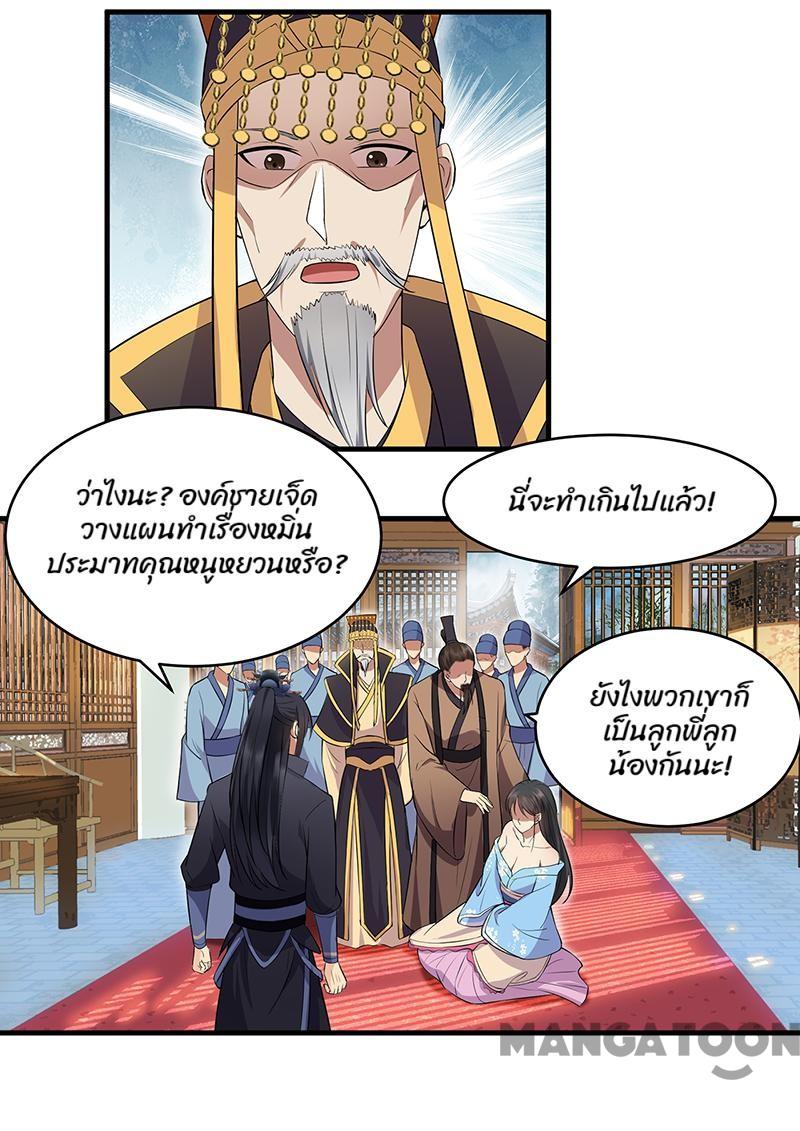 ว่าไงนะ? องค์ชายเจ็ด
วางแผนทำเรื่องหมิ่น
ประมาทคุณหนูหยวนหรือ?
นี่จะทำเกินไปแล้ว!
ยังไงพวกเขาก็
เป็นลูกพี่ลูก
น้องกันนะ!
MANGATOON